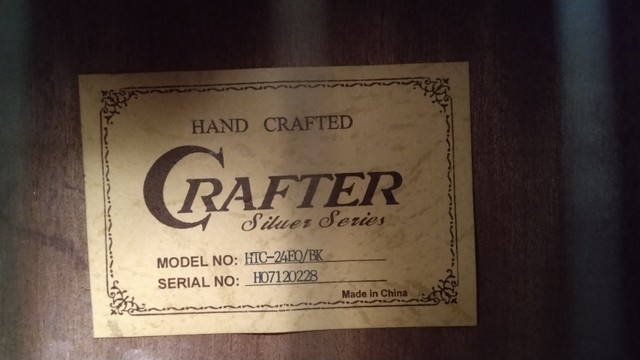 HAND CRAFTED
CRAFTER
Silver Series
MODEL NO: HTC-24EQ/BK
SERIAL NO: H07120228
Made in China